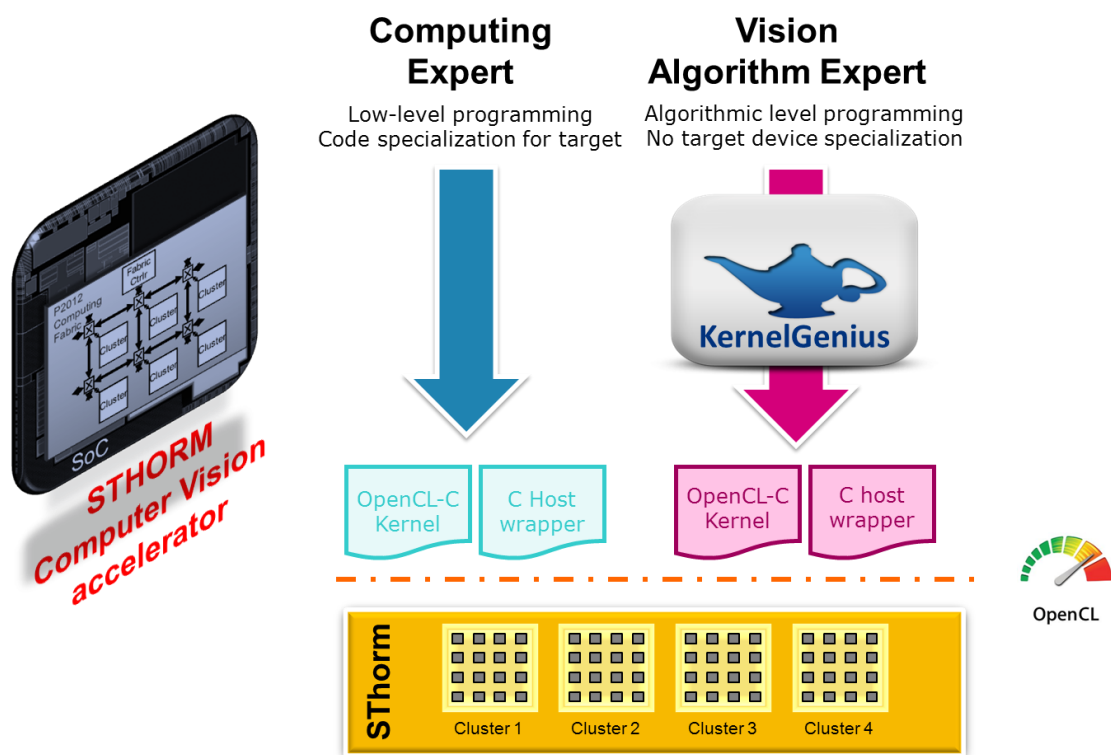 Computing
Expert
Low-level programming
Code specialization for target
Vision
Algorithm Expert
Algorithmic level programming
No target device specialization
KernelGenius
Fabric
Ctrlr
P2012
Computing
Fabric
Cluster
Cluster
Cluster
Cluster
Cluster
Cluster
SoC
STHORM
Computer Vision
accelerator
OpenCL-C
Kernel
C Host
wrapper
OpenCL-C
Kernel
C host
wrapper
OpenCL
SThorm
Cluster 1
Cluster 2
Cluster 3
Cluster 4